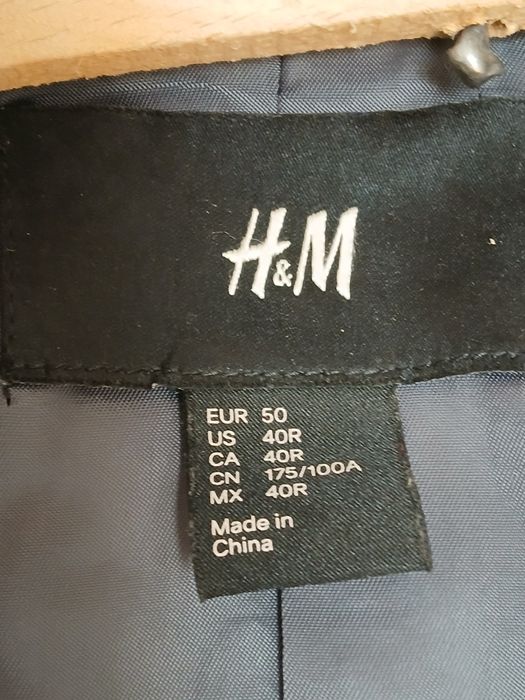 H&M
EUR 50
US 40R
CA 40R
CN 175/100A
MX 40R
Made in
China